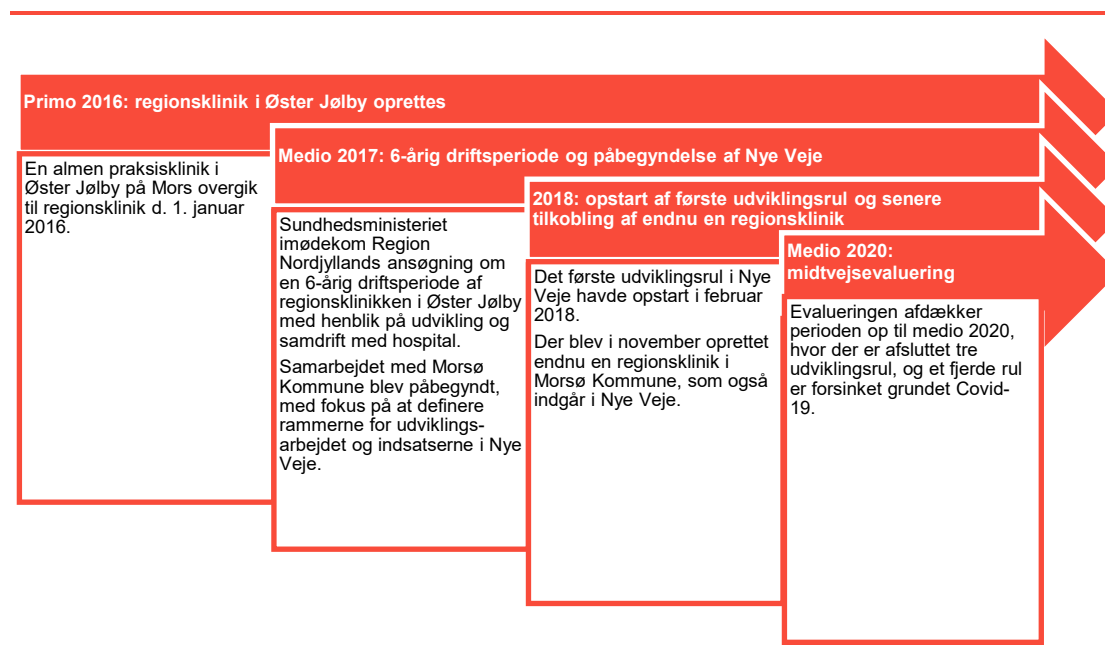 Primo 2016: regionsklinik i Øster Jølby oprettes
En almen praksisklinik i
Øster Jølby på Mors overgik
til regionsklinik d. 1. januar
2016.
Medio 2017: 6-årig driftsperiode og påbegyndelse af Nye Veje
Sundhedsministeriet
imødekom Region
Nordjyllands ansøgning om
en 6-årig driftsperiode af
regionsklinikken i Øster Jølby
med henblik på udvikling og
samdrift med hospital.
Samarbejdet med Morsø
Kommune blev påbegyndt,
med fokus på at definere
rammerne for udviklings-
arbejdet og indsatserne i Nye
Veje.
2018: opstart af første udviklingsrul og senere
tilkobling af endnu en regionsklinik
Det første udviklingsrul i Nye
Veje havde opstart i februar
2018.
Der blev i november oprettet
endnu en regionsklinik i
Morsø Kommune, som også
indgår i Nye Veje.
Medio 2020:
midtvejsevaluering
Evalueringen afdækker
perioden op til medio 2020,
hvor der er afsluttet tre
udviklingsrul, og et fjerde rul
er forsinket grundet Covid-
19.